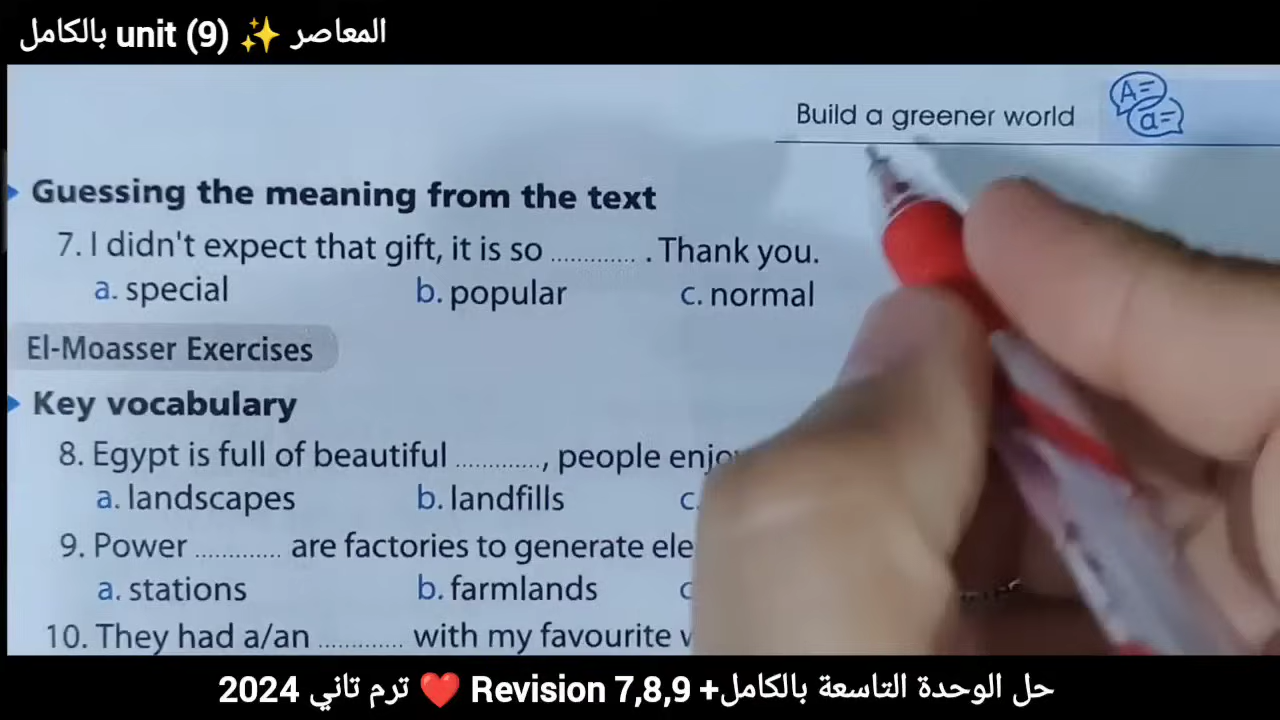 المعاصر ✨ unit (9) بالكامل
Build a greener world
A=
a=
Guessing the meaning from the text
7. I didn't expect that gift, it is so ............. . Thank you.
a. special b. popular c. normal
El-Moasser Exercises
Key vocabulary
8. Egypt is full of beautiful ............., people
a. landscapes b. landfills c.
9. Power ............. are factories to generate
a. stations b. farmlands
10. They had a/an ............. with my favourite
حل الوحدة التاسعة بالكامل+ Revision 7,8,9 ❤️ ترم تاني 2024